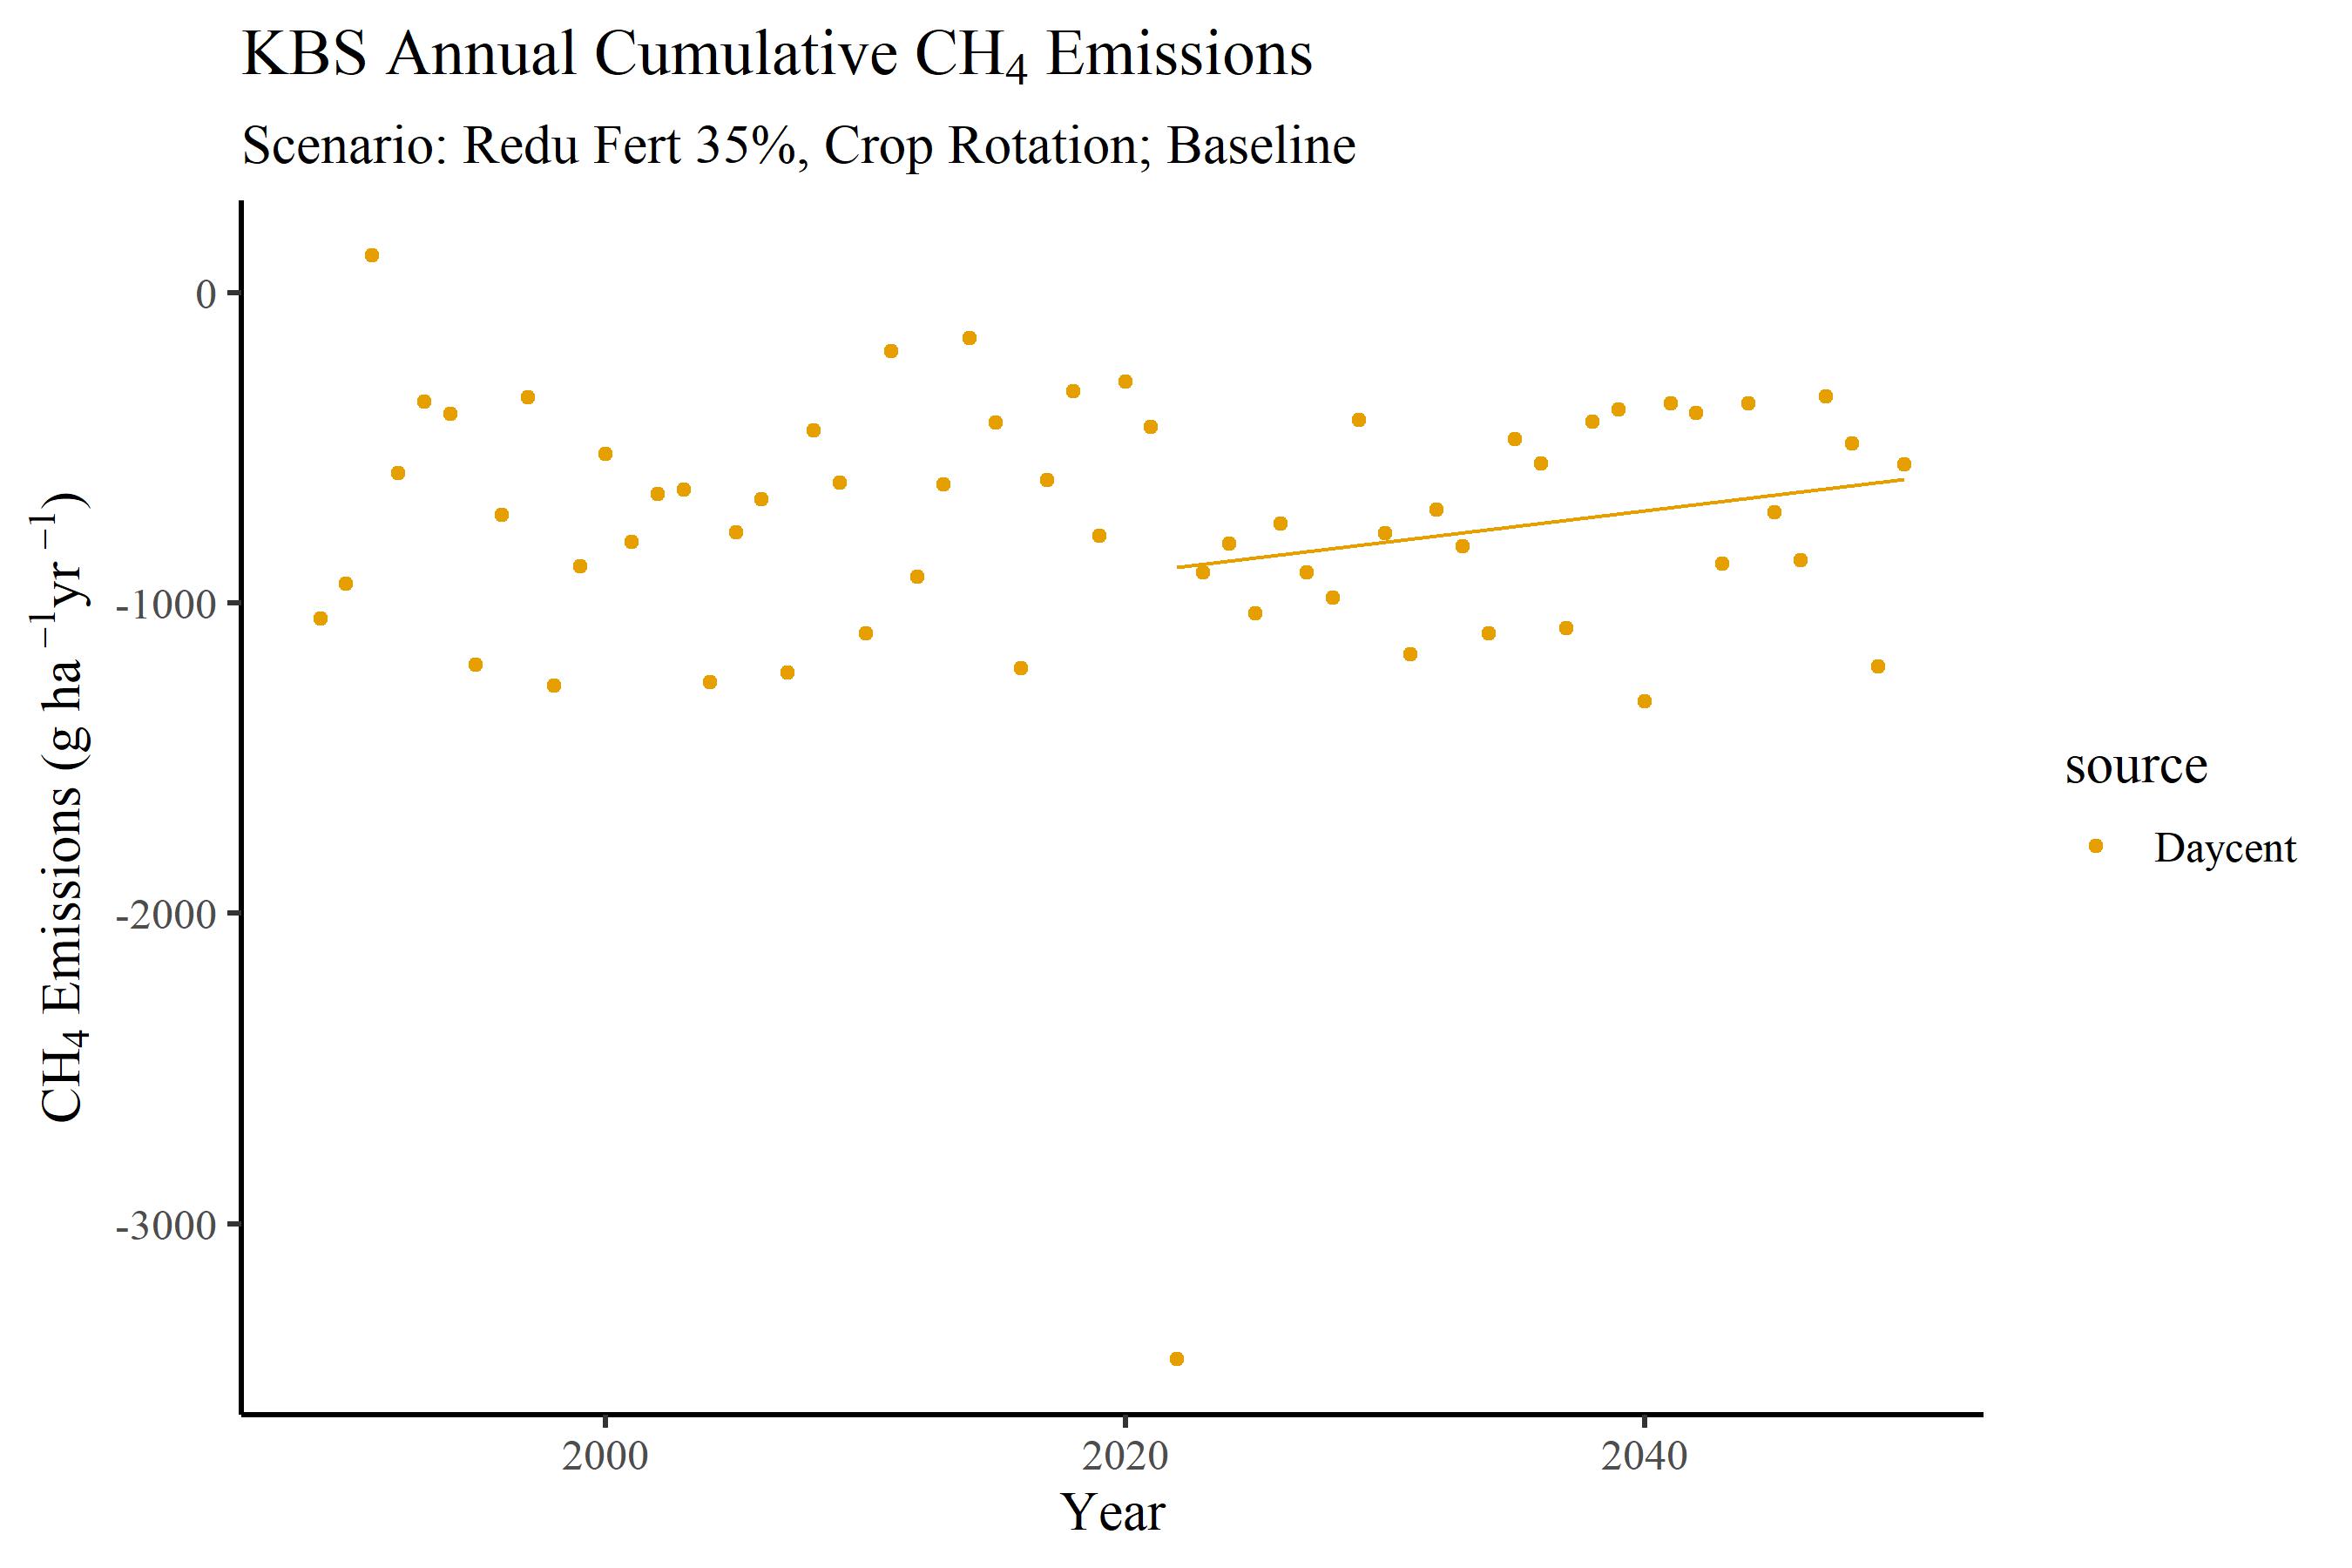 KBS Annual Cumulative CH₄ Emissions
Scenario: Redu Fert 35%, Crop Rotation; Baseline
CH₄ Emissions (g ha ⁻¹yr ⁻¹)
0
-1000
-2000
-3000
2000
2020
2040
Year
source
Daycent